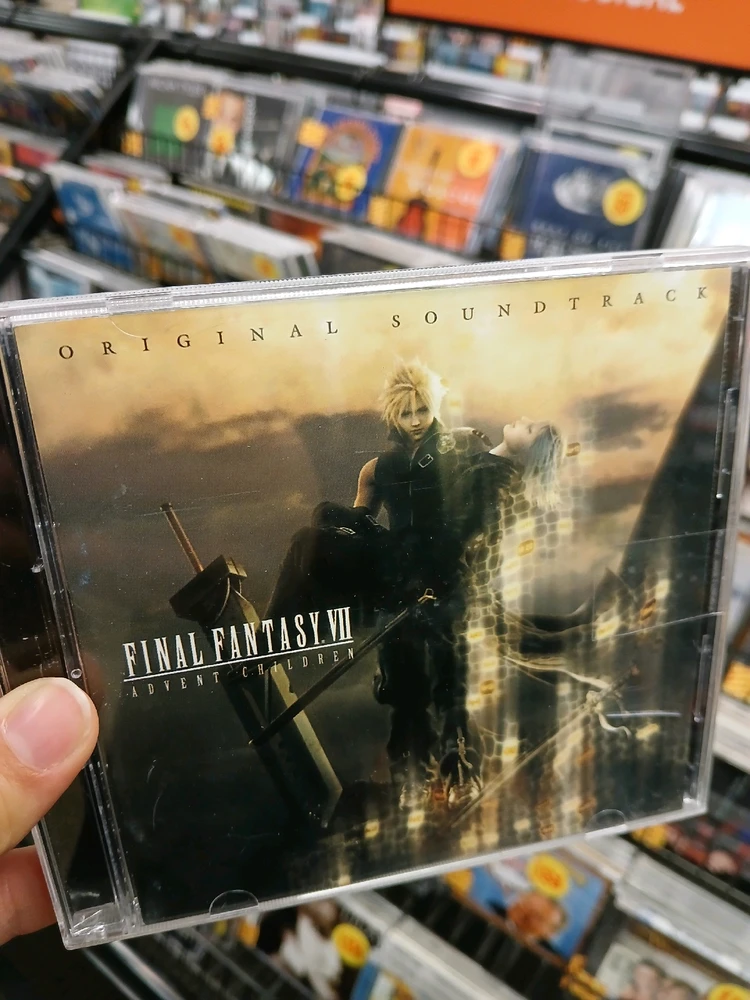 ORIGINAL SOUNDTRACK
FINAL FANTASY VII
ADVENT CHILDREN